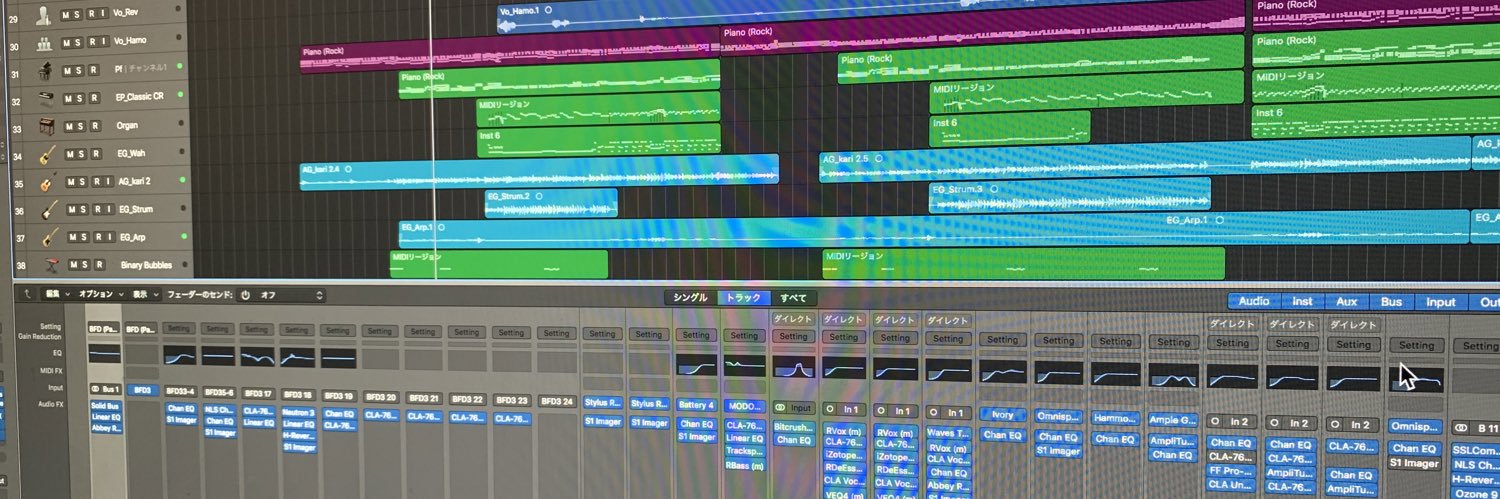 29 M S R I Vo_Rev
30 M S R I Vo_Hamo
31 M S R Pf | チャンネル1
32 M S R EP_Classic CR
33 M S R Organ
34 M S R EG_Wah
35 M S R I AG_kari 2
36 M S R I EG_Strum
37 M S R I EG_Arp
38 M S R Binary Bubbles
Vo_Hamo.1
Piano (Rock) Piano (Rock) Piano (Rock)
Piano (Rock) Piano (Rock) Piano (Rock)
MIDIリージョン MIDIリージョン MIDIリージョン
Inst 6 Inst 6 Inst 6
AG_kari 2.4 AG_kari 2.5
EG_Strum.2 EG_Strum.3
EG_Arp.1 EG_Arp.1
MIDIリージョン MIDIリージョン
編集 オプション 表示 フェーダーのセンド: オフ
シングル トラック すべて
Audio Inst Aux Bus Input
ダイレクト ダイレクト ダイレクト ダイレクト ダイレクト ダイレクト ダイレクト
Setting BFD (Pa... BFD (Pa... Setting Setting Setting Setting Setting Setting Setting Setting Setting Setting Setting Setting Setting Setting Setting Setting Setting Setting Setting Setting Setting Setting Setting Setting Setting Setting
Gain Reduction
EQ
MIDI FX
Input Bus 1 BFD3 BFD33-4 BFD35-6 BFD3 17 BFD3 18 BFD3 19 BFD3 20 BFD3 21 BFD3 22 BFD3 23 BFD3 24 Stylus R... Stylus R... Battery 4 MODO... Input In 1 In 1 In 1 Ivory Omnisp... Hammo... Ample G... In 2 In 2 In 2 Omnisp... B 11
Audio FX
Solid Bus Chan EQ NLS Ch... CLA-76... Neutron 3 Chan EQ CLA-76... CLA-76... CLA-76... CLA-76... S1 Imager S1 Imager Chan EQ CLA-76... Bitcrush... RVox (m) RVox (m) Waves T... Chan EQ Chan EQ Chan EQ AmpliTu... Chan EQ Chan EQ CLA-76... Chan EQ SSLCom...
Linear EQ S1 Imager Chan EQ Linear EQ Linear EQ CLA-76... S1 Imager Linear EQ Chan EQ CLA-76... CLA-76... RVox (m) S1 Imager Chan EQ CLA-76... CLA-76... S1 Imager NLS Ch...
Abbey R... S1 Imager H-Rever... Tracksp... iZotope... iZotope... CLA Voc... FF Pro-... AmpliTu... Chan EQ H-Rever...
S1 Imager RBass (m) RDeEss... RDeEss... Chan EQ CLA Un... Chan EQ AmpliTu... Ozone
CLA Voc... CLA Voc... Abbey R...
VEQ4 (m) VEQ4 (m) S1 Imager